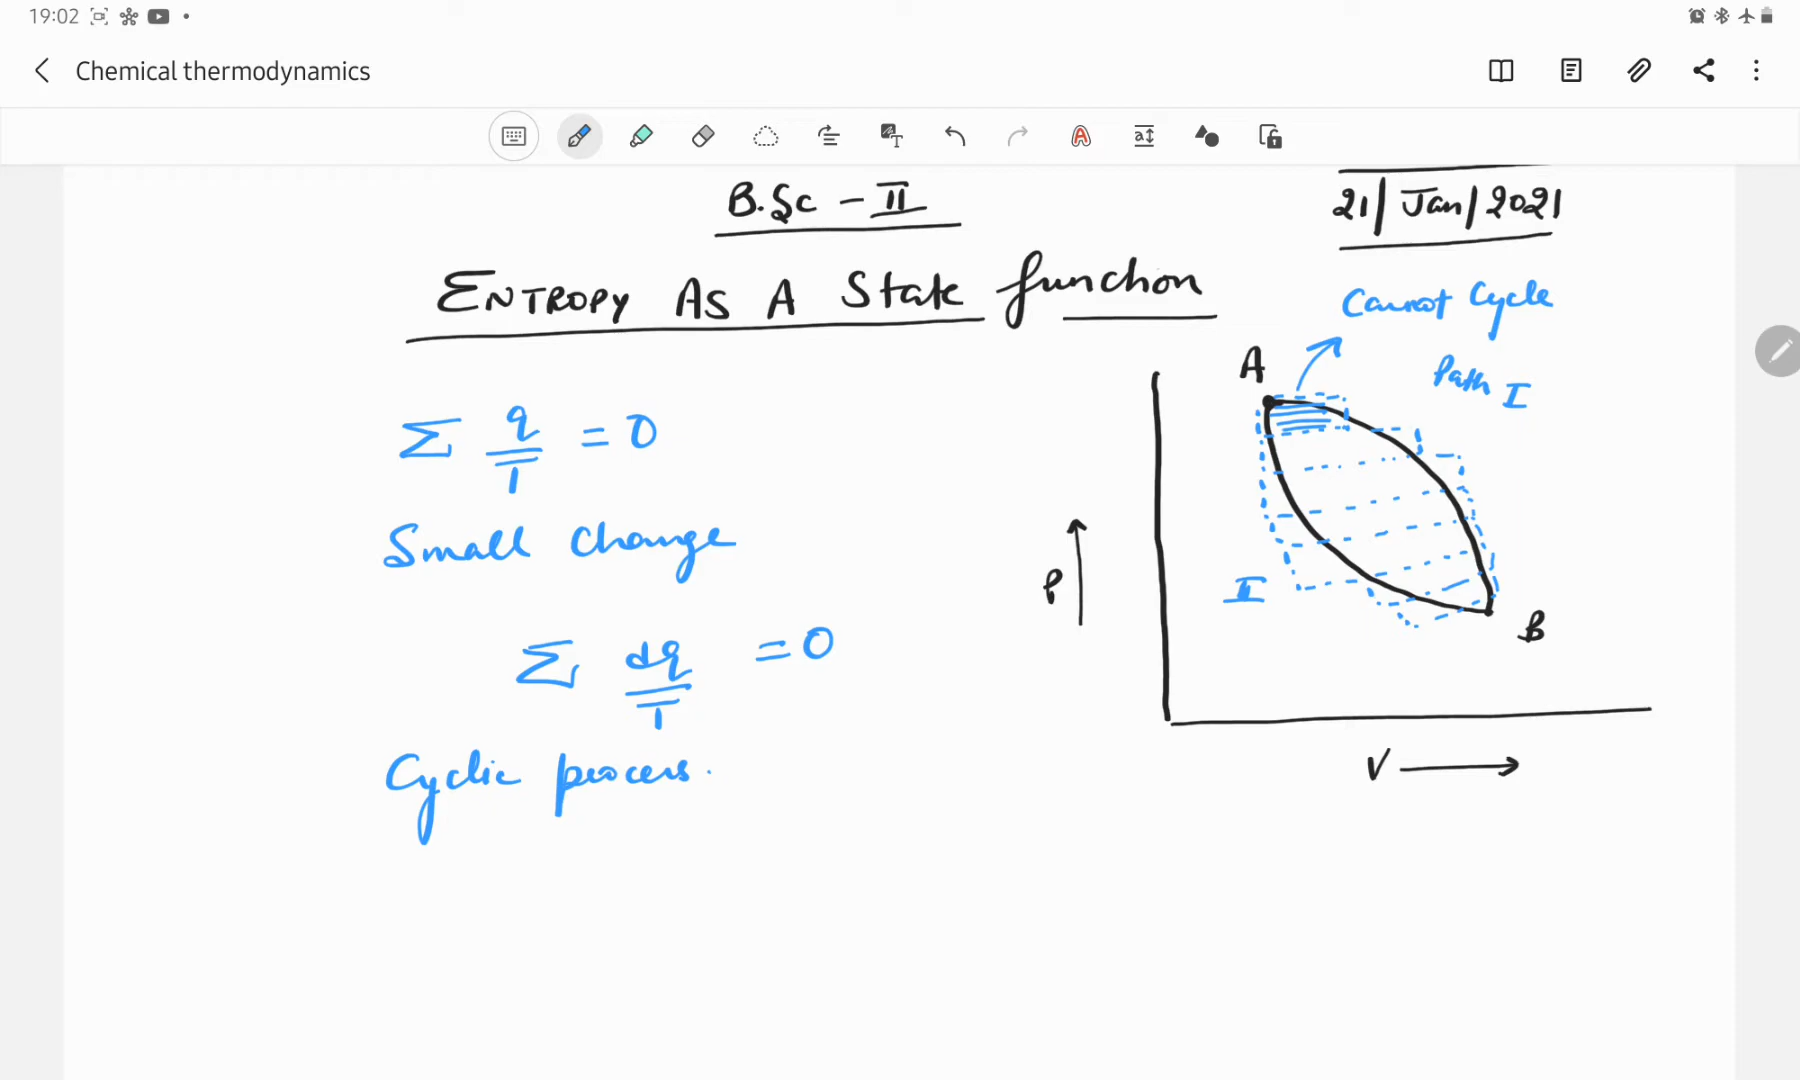 19:02
Chemical thermodynamics
B.Sc - II
21/Jan/2021
ENTROPY AS A State function
Carnot Cycle
A
Path I
Σ q/T = 0
Small Change
P
II
B
Σ dq/T = 0
V
Cyclic process.